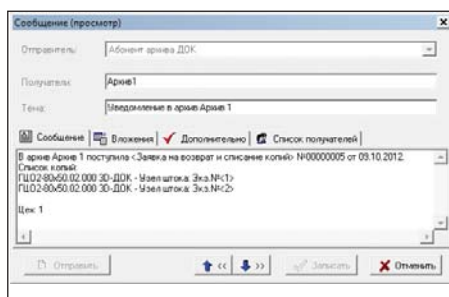 Сообщение (просмотр)
Отправитель: Абонент архива ДОК
Получатели: Архив1
Тема: Уведомление в архив Архив 1
Сообщение Вложения Дополнительно Список получателей
В архив Архив 1 поступила <Заявка на возврат и списание копий> №00000005 от 09.10.2012.
Список копий:
ГЦО2-80х50.02.000 3D-ДОК - Узел штока: Экз.№<1>
ГЦО2-80х50.02.000 3D-ДОК - Узел штока: Экз.№<2>
Цех: 1
Отправить << >> Записать Отменить